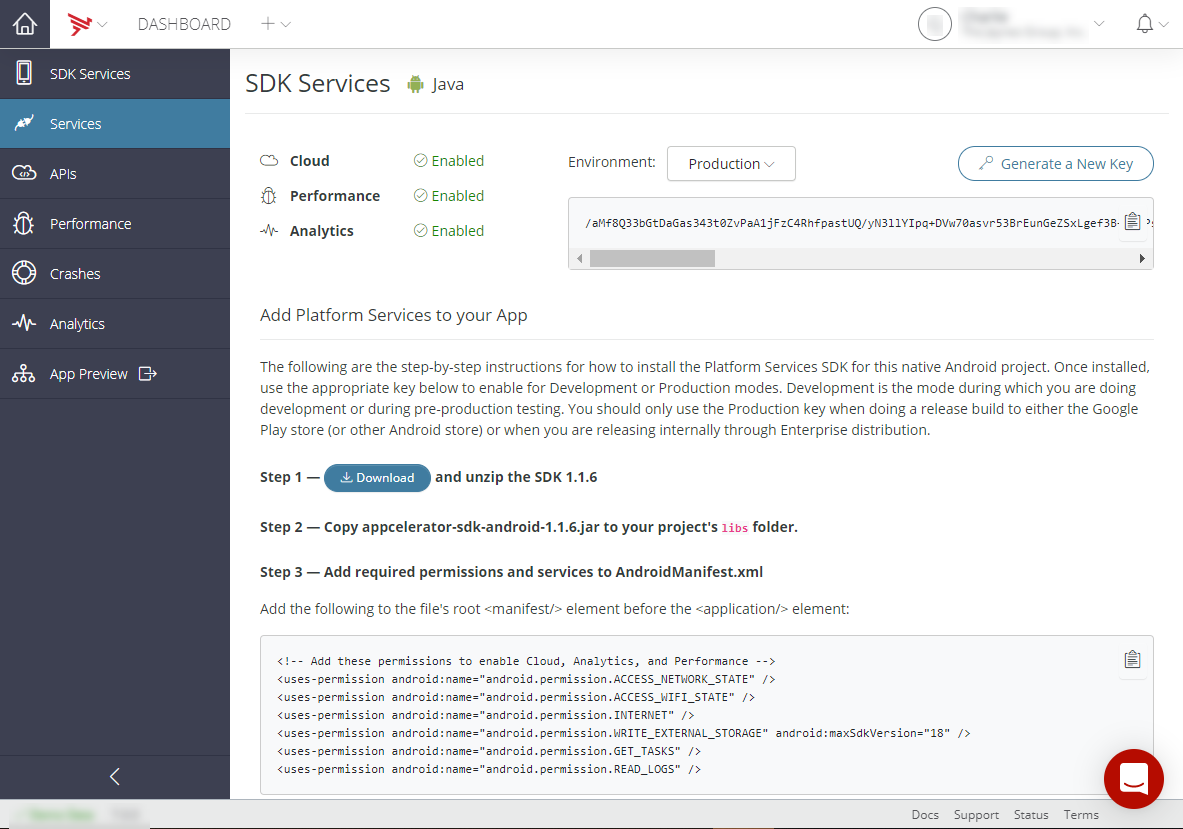 DASHBOARD
SDK Services
Services
APIs
Performance
Crashes
Analytics
App Preview
SDK Services Java
Cloud Enabled
Performance Enabled
Analytics Enabled
Environment: Production
Generate a New Key
/aMf8Q33bGtDaGas343t0ZvPaA1jFzC4RhfpastUQ/yN3llYIpq+DVw70asvr53BrEunGeZSxLgef3B
Add Platform Services to your App
The following are the step-by-step instructions for how to install the Platform Services SDK for this native Android project. Once installed,
use the appropriate key below to enable for Development or Production modes. Development is the mode during which you are doing
development or during pre-production testing. You should only use the Production key when doing a release build to either the Google
Play store (or other Android store) or when you are releasing internally through Enterprise distribution.
Step 1 — Download and unzip the SDK 1.1.6
Step 2 — Copy appcelerator-sdk-android-1.1.6.jar to your project's libs folder.
Step 3 — Add required permissions and services to AndroidManifest.xml
Add the following to the file's root <manifest/> element before the <application/> element:
<!-- Add these permissions to enable Cloud, Analytics, and Performance -->
<uses-permission android:name="android.permission.ACCESS_NETWORK_STATE" />
<uses-permission android:name="android.permission.ACCESS_WIFI_STATE" />
<uses-permission android:name="android.permission.INTERNET" />
<uses-permission android:name="android.permission.WRITE_EXTERNAL_STORAGE" android:maxSdkVersion="18" />
<uses-permission android:name="android.permission.GET_TASKS" />
<uses-permission android:name="android.permission.READ_LOGS" />
Docs Support Status Terms